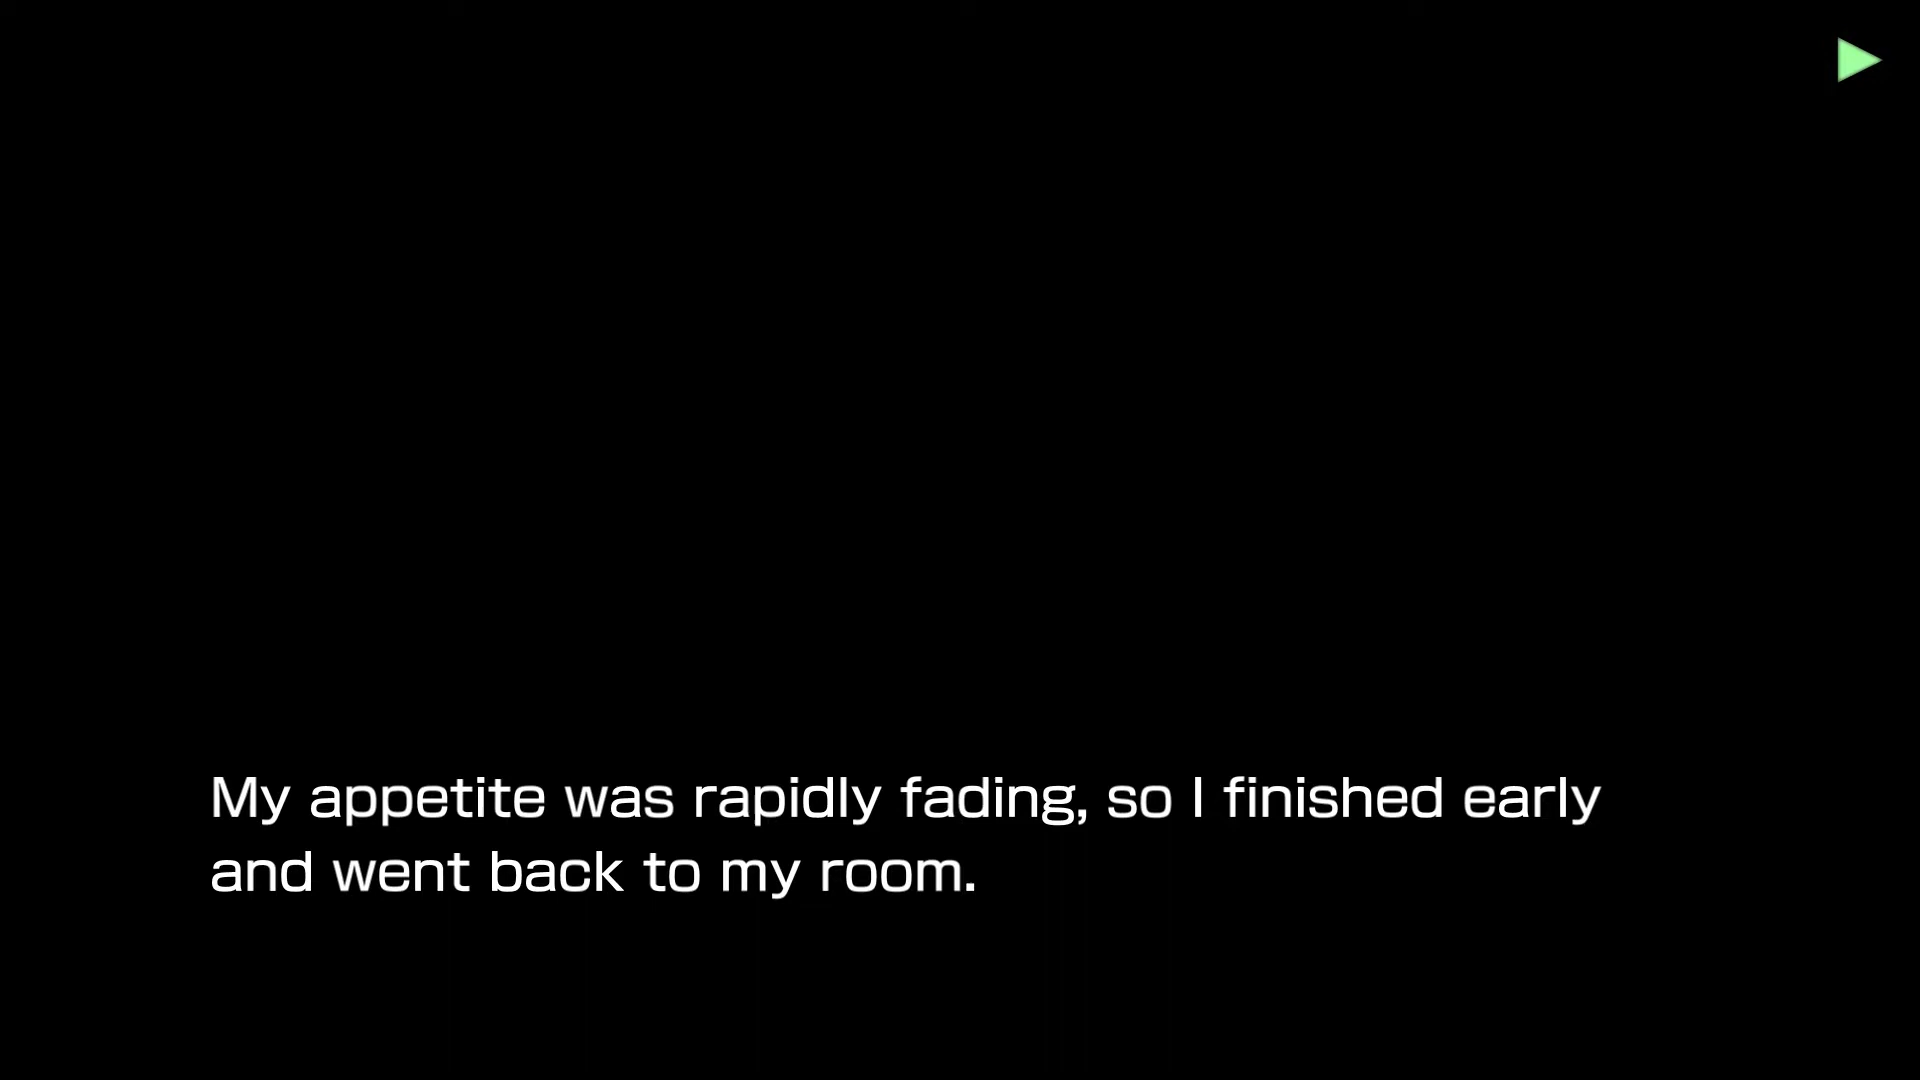 My appetite was rapidly fading, so I finished early
and went back to my room.